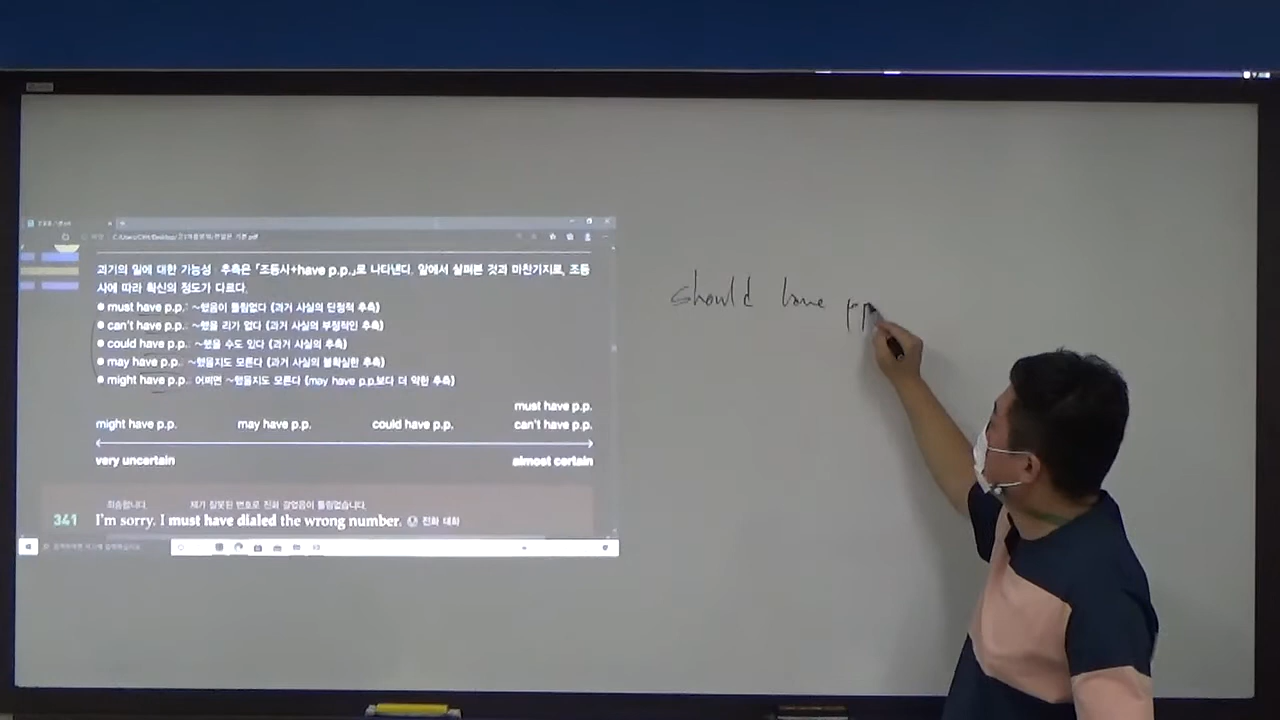 과거의 일에 대한 가능성 · 추측은 「조동사+have p.p.」로 나타낸다. 앞에서 살펴본 것과 마찬가지로, 조동
사에 따라 확신의 정도가 다르다.
● must have p.p.: ~했음이 틀림없다 (과거 사실의 단정적 추측)
● can't have p.p.: ~했을 리가 없다 (과거 사실의 부정적인 추측)
● could have p.p.: ~했을 수도 있다 (과거 사실의 추측)
● may have p.p.: ~했을지도 모른다 (과거 사실의 불확실한 추측)
● might have p.p.: 어쩌면 ~했을지도 모른다 (may have p.p.보다 더 약한 추측)
must have p.p.
might have p.p. may have p.p. could have p.p. can't have p.p.
very uncertain almost certain
죄송합니다. 제가 잘못된 번호로 전화 걸었음이 틀림없습니다.
341 I'm sorry. I must have dialed the wrong number. 전화 대화
should have pp